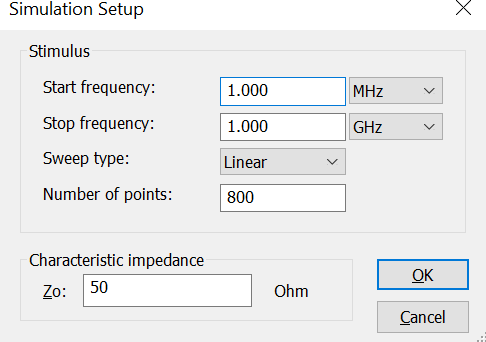 Simulation Setup
Stimulus
Start frequency: 1.000 MHz
Stop frequency: 1.000 GHz
Sweep type: Linear
Number of points: 800
Characteristic impedance
Zo: 50 Ohm
OK
Cancel